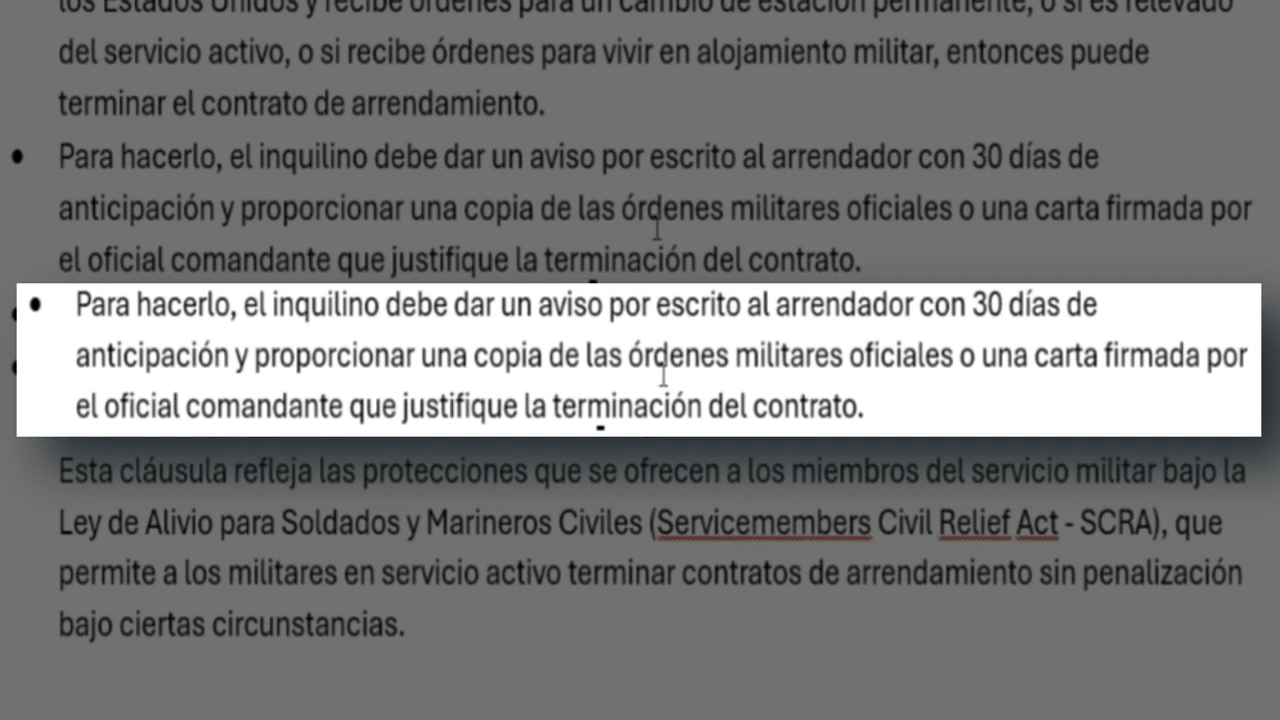 los Estados Unidos y recibe órdenes para un cambio de estación permanente, o si es relevado
del servicio activo, o si recibe órdenes para vivir en alojamiento militar, entonces puede
terminar el contrato de arrendamiento.
• Para hacerlo, el inquilino debe dar un aviso por escrito al arrendador con 30 días de
anticipación y proporcionar una copia de las órdenes militares oficiales o una carta firmada por
el oficial comandante que justifique la terminación del contrato.
• Para hacerlo, el inquilino debe dar un aviso por escrito al arrendador con 30 días de
anticipación y proporcionar una copia de las órdenes militares oficiales o una carta firmada por
el oficial comandante que justifique la terminación del contrato.
Esta cláusula refleja las protecciones que se ofrecen a los miembros del servicio militar bajo la
Ley de Alivio para Soldados y Marineros Civiles (Servicemembers Civil Relief Act - SCRA), que
permite a los militares en servicio activo terminar contratos de arrendamiento sin penalización
bajo ciertas circunstancias.